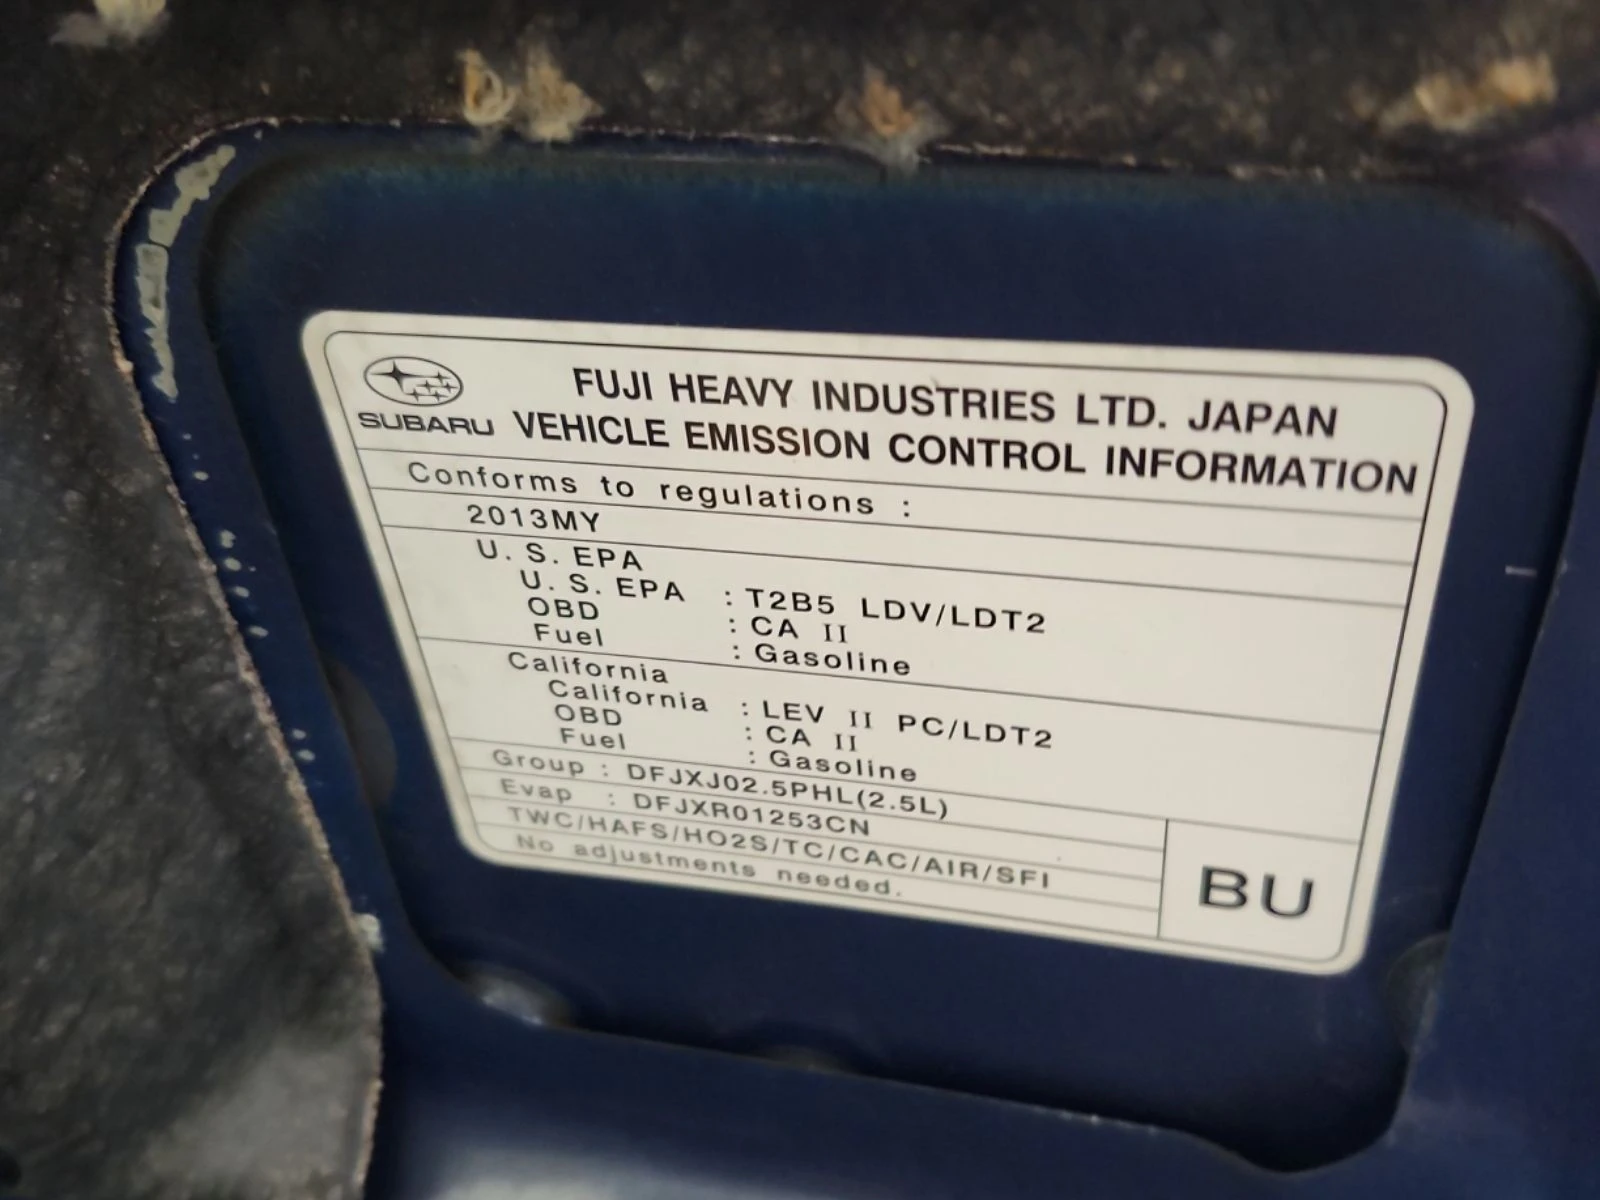 FUJI HEAVY INDUSTRIES LTD. JAPAN
SUBARU VEHICLE EMISSION CONTROL INFORMATION
Conforms to regulations :
2013MY
U. S. EPA
U. S. EPA : T2B5 LDV/LDT2
OBD : CA II
Fuel : Gasoline
California
California : LEV II PC/LDT2
OBD : CA II
Fuel : Gasoline
Group : DFJXJ02.5PHL(2.5L)
Evap : DFJXR01253CN
TWC/HAFS/HO2S/TC/CAC/AIR/SFI
No adjustments needed.
BU